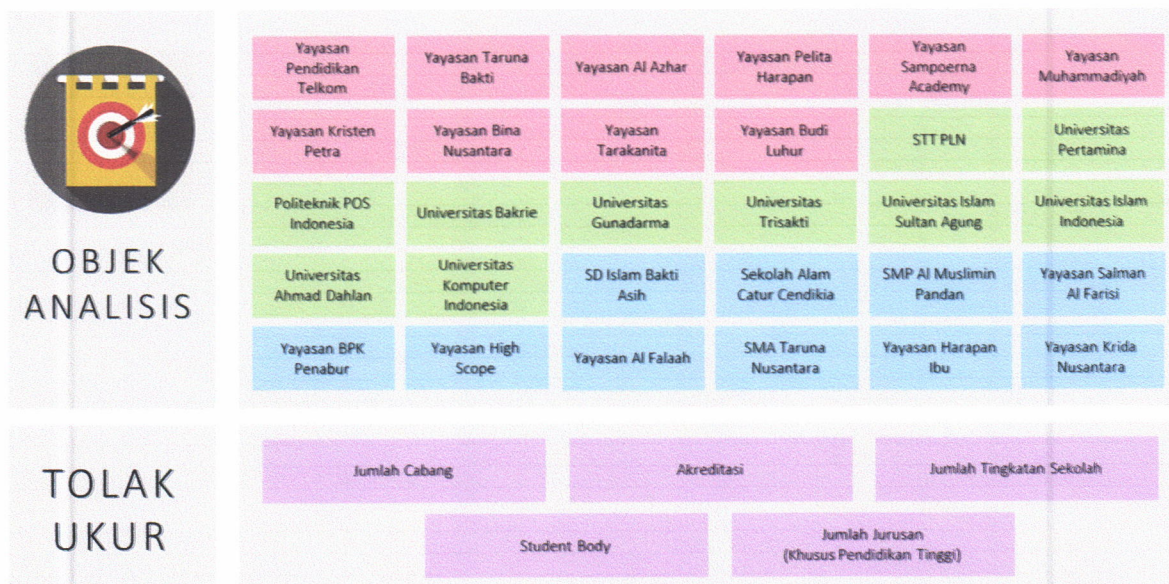 OBJEK
ANALISIS
Yayasan
Pendidikan
Telkom
Yayasan Taruna
Bakti
Yayasan Al Azhar
Yayasan Pelita
Harapan
Yayasan
Sampoerna
Academy
Yayasan
Muhammadiyah
Yayasan Kristen
Petra
Yayasan Bina
Nusantara
Yayasan
Tarakanita
Yayasan Budi
Luhur
STT PLN
Universitas
Pertamina
Politeknik POS
Indonesia
Universitas Bakrie
Universitas
Gunadarma
Universitas
Trisakti
Universitas Islam
Sultan Agung
Universitas Islam
Indonesia
Universitas
Ahmad Dahlan
Universitas
Komputer
Indonesia
SD Islam Bakti
Asih
Sekolah Alam
Catur Cendikia
SMP Al Muslimin
Pandan
Yayasan Salman
Al Farisi
Yayasan BPK
Penabur
Yayasan High
Scope
Yayasan Al Falaah
SMA Taruna
Nusantara
Yayasan Harapan
Ibu
Yayasan Krida
Nusantara
TOLAK
UKUR
Jumlah Cabang
Akreditasi
Jumlah Tingkatan Sekolah
Student Body
Jumlah Jurusan
(Khusus Pendidikan Tinggi)